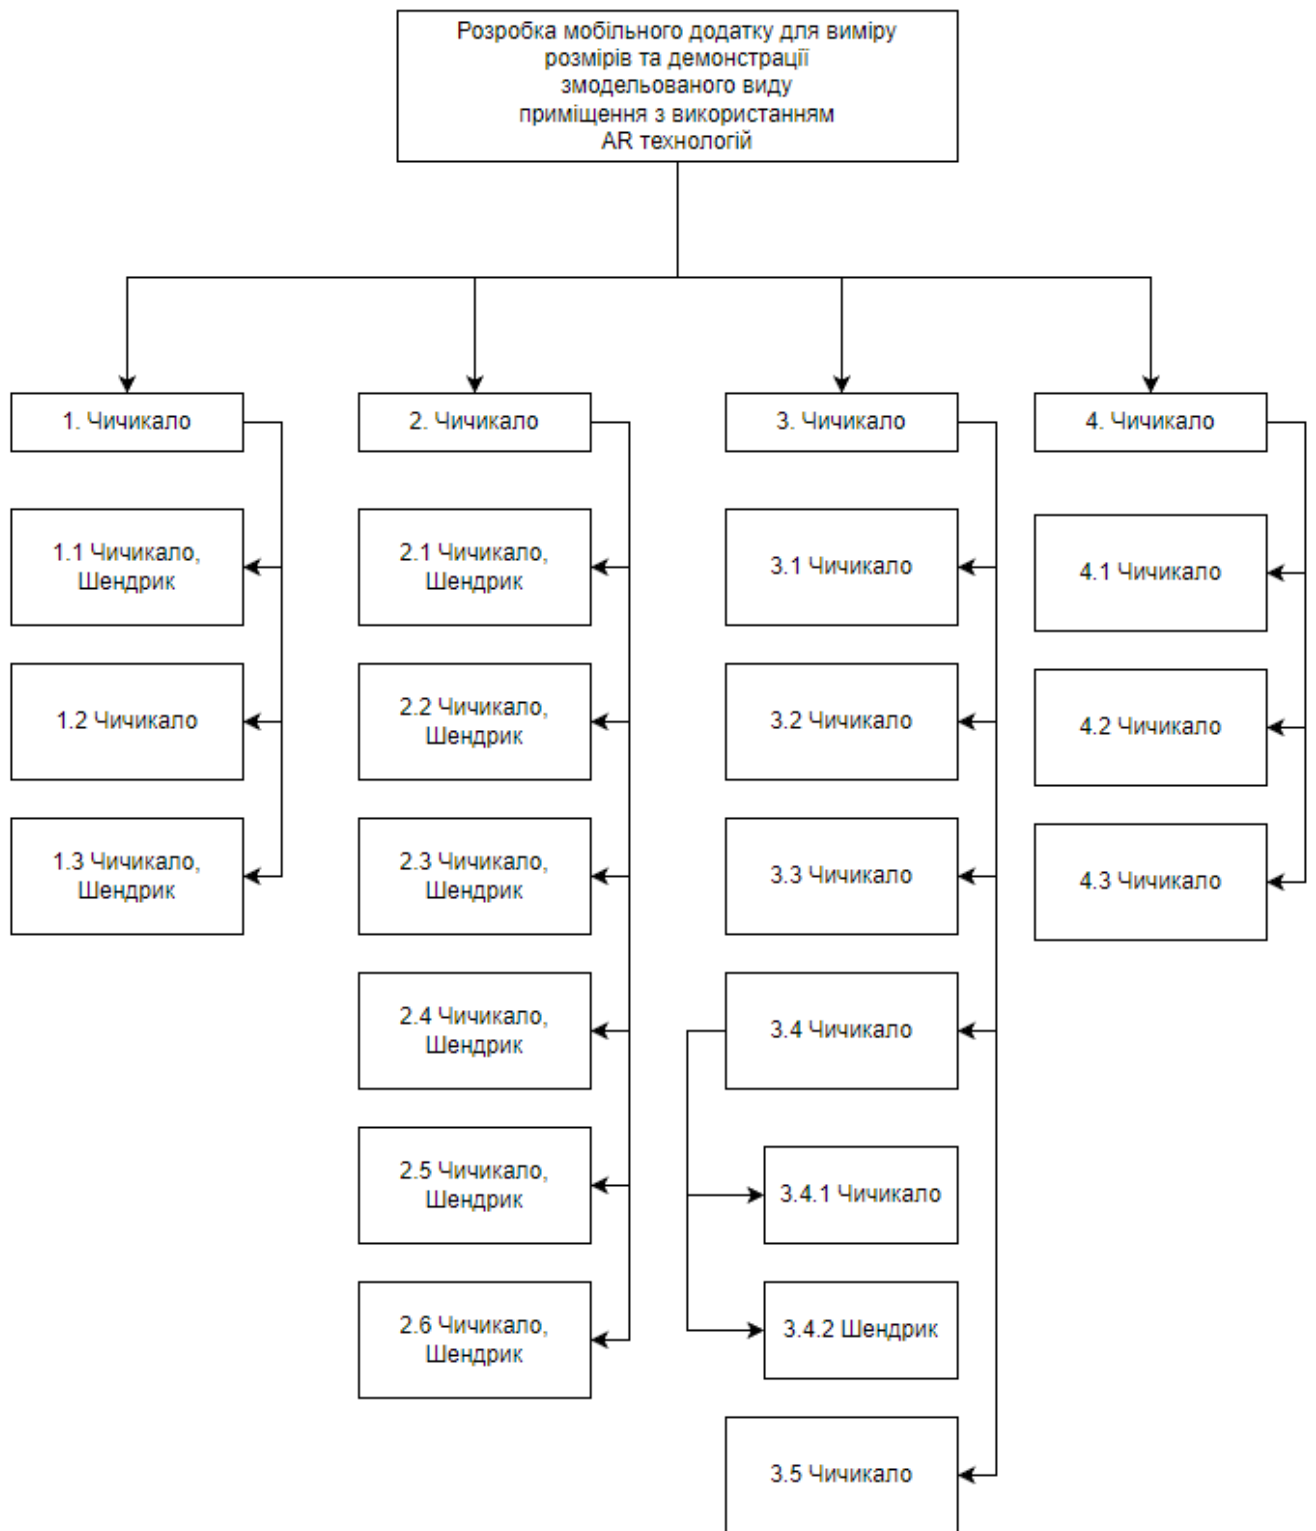 Розробка мобільного додатку для виміру
розмірів та демонстрації
змодельованого виду
приміщення з використанням
AR технологій
1. Чичикало
1.1 Чичикало,
Шендрик
1.2 Чичикало
1.3 Чичикало,
Шендрик
2. Чичикало
2.1 Чичикало,
Шендрик
2.2 Чичикало,
Шендрик
2.3 Чичикало,
Шендрик
2.4 Чичикало,
Шендрик
2.5 Чичикало,
Шендрик
2.6 Чичикало,
Шендрик
3. Чичикало
3.1 Чичикало
3.2 Чичикало
3.3 Чичикало
3.4 Чичикало
3.4.1 Чичикало
3.4.2 Шендрик
3.5 Чичикало
4. Чичикало
4.1 Чичикало
4.2 Чичикало
4.3 Чичикало